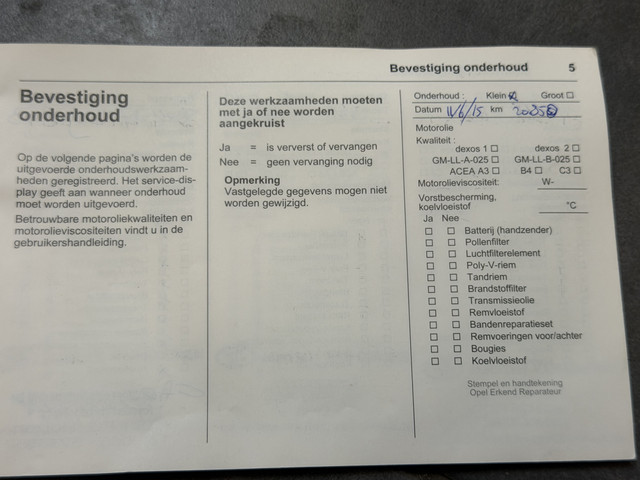 Bevestiging onderhoud 5
Bevestiging
onderhoud
Op de volgende pagina's worden de
uitgevoerde onderhoudswerkzaam-
heden geregistreerd. Het service-dis-
play geeft aan wanneer onderhoud
moet worden uitgevoerd.
Betrouwbare motoroliekwaliteiten en
motorolieviscositeiten vindt u in de
gebruikershandleiding.
Deze werkzaamheden moeten
met ja of nee worden
aangekruist
Ja = is ververst of vervangen
Nee = geen vervanging nodig
Opmerking
Vastgelegde gegevens mogen niet
worden gewijzigd.
Onderhoud : Klein ☒ Groot ☐
Datum 11/6/15 km
Motorolie
Kwaliteit :
dexos 1 ☐ dexos 2 ☐
GM-LL-A-025 ☐ GM-LL-B-025 ☐
ACEA A3 ☐ B4 ☐ C3 ☐
Motorolieviscositeit: W-
Vorstbescherming,
koelvloeistof °C
Ja Nee
☐ ☐ Batterij (handzender)
☐ ☐ Pollenfilter
☐ ☐ Luchtfilterelement
☐ ☐ Poly-V-riem
☐ ☐ Tandriem
☐ ☐ Brandstoffilter
☐ ☐ Transmissieolie
☐ ☐ Remvloeistof
☐ ☐ Bandenreparatieset
☐ ☐ Remvoeringen voor/achter
☐ ☐ Bougies
☐ ☐ Koelvloeistof
Stempel en handtekening
Opel Erkend Reparateur